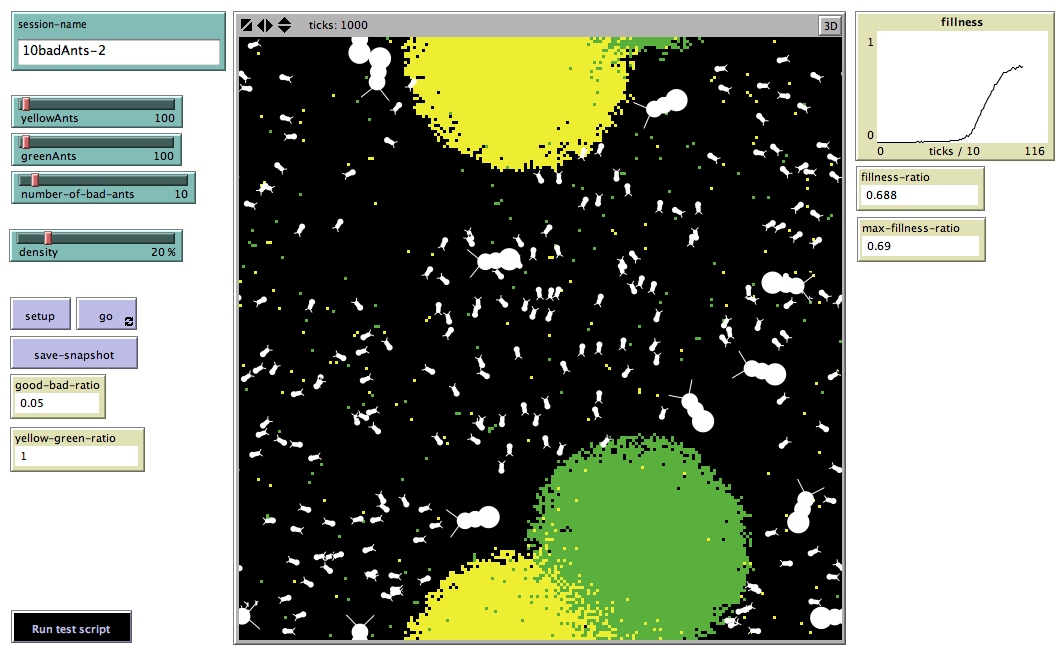 session-name
10badAnts-2
yellowAnts 100
greenAnts 100
number-of-bad-ants 10
density 20 %
setup go
save-snapshot
good-bad-ratio
0.05
yellow-green-ratio
1
Run test script
ticks: 1000 3D
fillness
1
0
0 ticks / 10 116
fillness-ratio
0.688
max-fillness-ratio
0.69